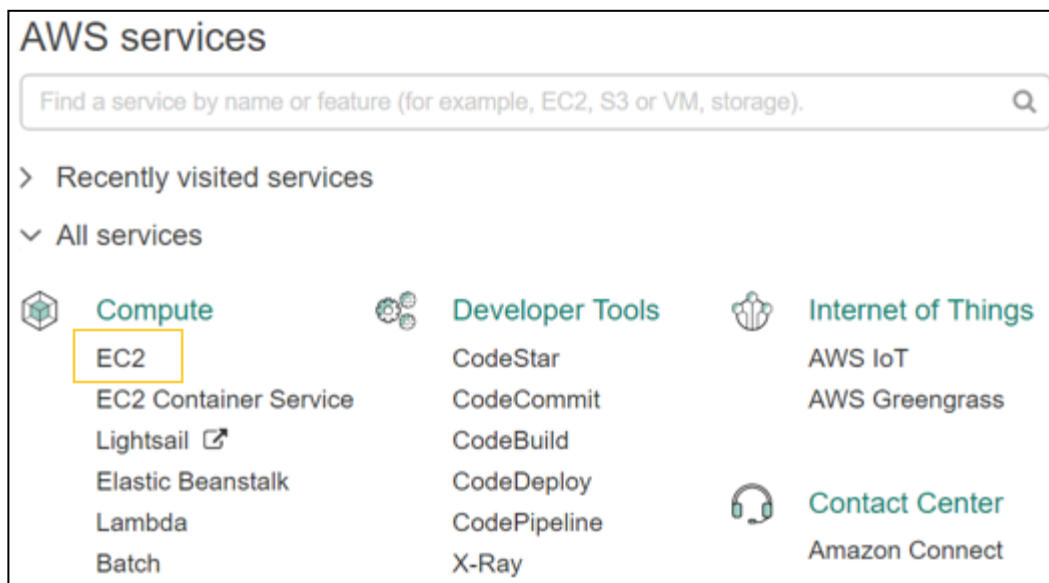 AWS services
Find a service by name or feature (for example, EC2, S3 or VM, storage).
Recently visited services
All services
Compute
EC2
EC2 Container Service
Lightsail
Elastic Beanstalk
Lambda
Batch
Developer Tools
CodeStar
CodeCommit
CodeBuild
CodeDeploy
CodePipeline
X-Ray
Internet of Things
AWS IoT
AWS Greengrass
Contact Center
Amazon Connect